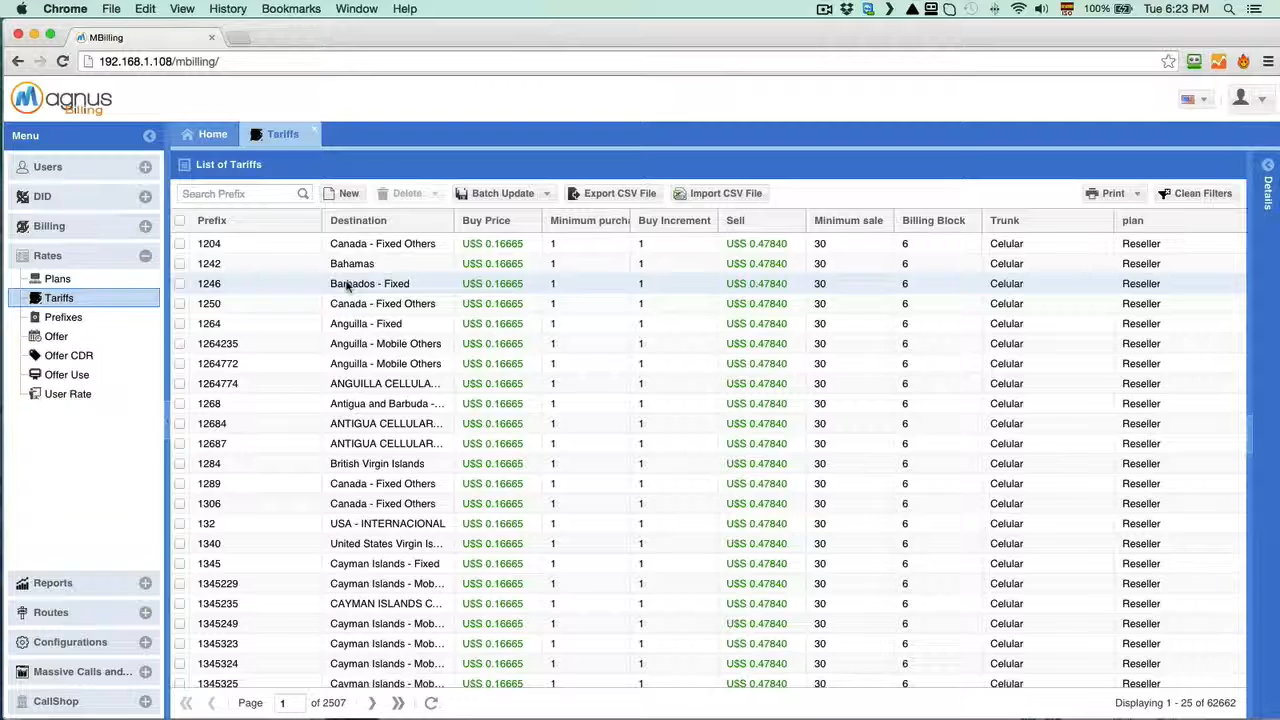 Chrome File Edit View History Bookmarks Window Help 100% Tue 6:23 PM
MBilling
192.168.1.108/mbilling/
Magnus
Billing
Menu Home Tariffs
Users List of Tariffs Details
DID Search Prefix New Delete Batch Update Export CSV File Import CSV File Print Clean Filters
Billing Prefix Destination Buy Price Minimum purcha Buy Increment Sell Minimum sale Billing Block Trunk plan
Rates
Plans
Tariffs
Prefixes
Offer
Offer CDR
Offer Use
User Rate
1204 Canada - Fixed Others U$S 0.16665 1 1 U$S 0.47840 30 6 Celular Reseller
1242 Bahamas U$S 0.16665 1 1 U$S 0.47840 30 6 Celular Reseller
1246 Barbados - Fixed U$S 0.16665 1 1 U$S 0.47840 30 6 Celular Reseller
1250 Canada - Fixed Others U$S 0.16665 1 1 U$S 0.47840 30 6 Celular Reseller
1264 Anguilla - Fixed U$S 0.16665 1 1 U$S 0.47840 30 6 Celular Reseller
1264235 Anguilla - Mobile Others U$S 0.16665 1 1 U$S 0.47840 30 6 Celular Reseller
1264772 Anguilla - Mobile Others U$S 0.16665 1 1 U$S 0.47840 30 6 Celular Reseller
1264774 ANGUILLA CELLULA... U$S 0.16665 1 1 U$S 0.47840 30 6 Celular Reseller
1268 Antigua and Barbuda -... U$S 0.16665 1 1 U$S 0.47840 30 6 Celular Reseller
12684 ANTIGUA CELLULAR... U$S 0.16665 1 1 U$S 0.47840 30 6 Celular Reseller
12687 ANTIGUA CELLULAR... U$S 0.16665 1 1 U$S 0.47840 30 6 Celular Reseller
1284 British Virgin Islands U$S 0.16665 1 1 U$S 0.47840 30 6 Celular Reseller
1289 Canada - Fixed Others U$S 0.16665 1 1 U$S 0.47840 30 6 Celular Reseller
1306 Canada - Fixed Others U$S 0.16665 1 1 U$S 0.47840 30 6 Celular Reseller
132 USA - INTERNACIONAL U$S 0.16665 1 1 U$S 0.47840 30 6 Celular Reseller
1340 United States Virgin Is... U$S 0.16665 1 1 U$S 0.47840 30 6 Celular Reseller
1345 Cayman Islands - Fixed U$S 0.16665 1 1 U$S 0.47840 30 6 Celular Reseller
1345229 Cayman Islands - Mob... U$S 0.16665 1 1 U$S 0.47840 30 6 Celular Reseller
1345235 CAYMAN ISLANDS C... U$S 0.16665 1 1 U$S 0.47840 30 6 Celular Reseller
1345249 Cayman Islands - Mob... U$S 0.16665 1 1 U$S 0.47840 30 6 Celular Reseller
1345323 Cayman Islands - Mob... U$S 0.16665 1 1 U$S 0.47840 30 6 Celular Reseller
1345324 Cayman Islands - Mob... U$S 0.16665 1 1 U$S 0.47840 30 6 Celular Reseller
1345325 Cayman Islands - Mob... U$S 0.16665 1 1 U$S 0.47840 30 6 Celular Reseller
Reports
Routes
Configurations
Massive Calls and...
CallShop
Page 1 of 2507 Displaying 1 - 25 of 62662